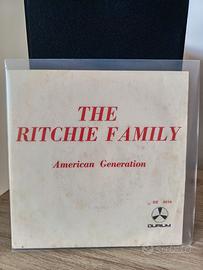 THE
RITCHIE FAMILY
American Generation
DURIUM